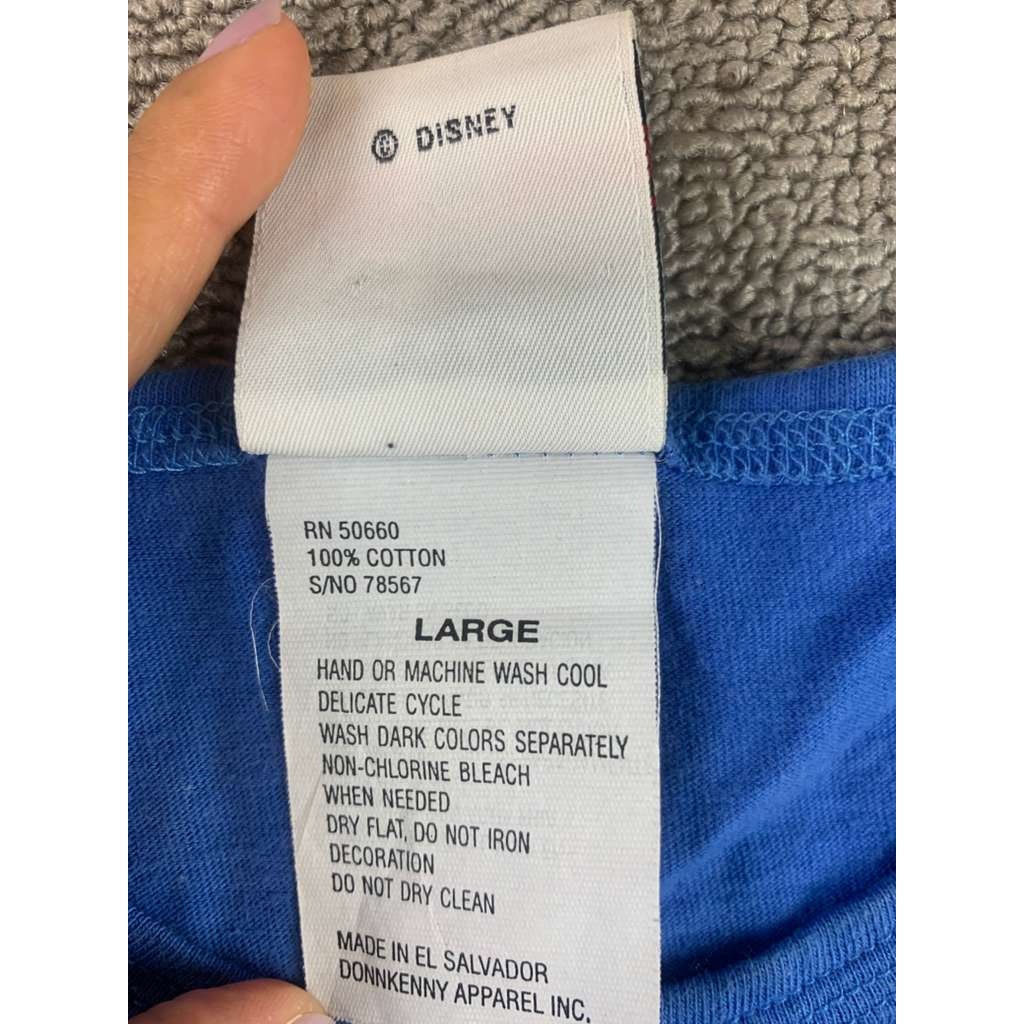 © DISNEY
RN 50660
100% COTTON
S/NO 78567
LARGE
HAND OR MACHINE WASH COOL
DELICATE CYCLE
WASH DARK COLORS SEPARATELY
NON-CHLORINE BLEACH
WHEN NEEDED
DRY FLAT, DO NOT IRON
DECORATION
DO NOT DRY CLEAN
MADE IN EL SALVADOR
DONNKENNY APPAREL INC.